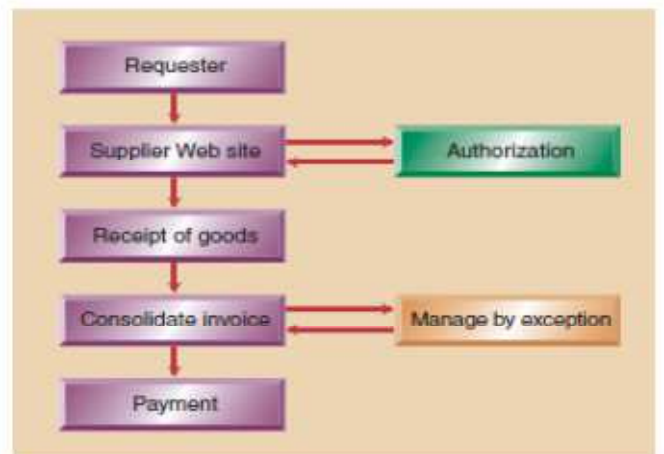 Requester
Supplier Web site
Authorization
Receipt of goods
Consolidate invoice
Manage by exception
Payment